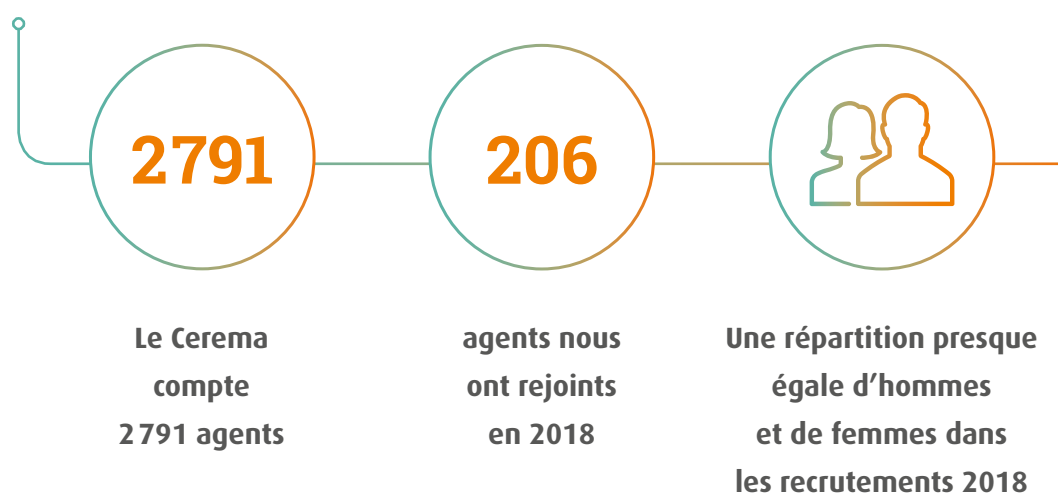 2791
Le Cerema
compte
2 791 agents
206
agents nous
ont rejoints
en 2018
Une répartition presque
égale d’hommes
et de femmes dans
les recrutements 2018